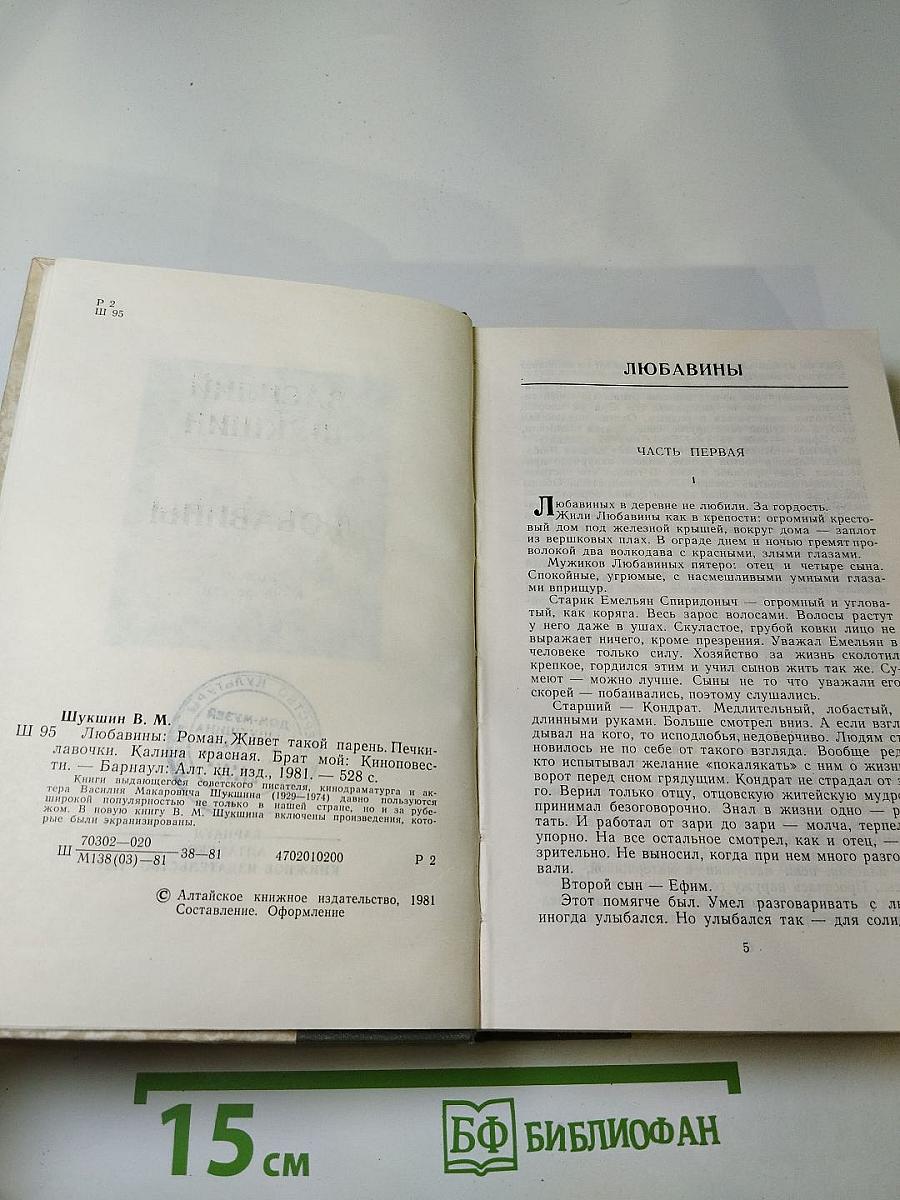 Р 2
Ш 95
Шукшин В. М.
Ш 95 Любавины: Роман. Живет такой парень. Печки-
лавочки. Калина красная. Брат мой: Киноповес-
ти. — Барнаул: Алт. кн. изд., 1981. — 528 с.
Книги выдающегося советского писателя, кинодраматурга и ак-
тера Василия Макаровича Шукшина (1929—1974) давно пользуются
широкой популярностью не только в нашей стране, но и за рубе-
жом. В новую книгу В. М. Шукшина включены произведения, кото-
рые были экранизированы.
Ш 70302—020
М138(03)—81 38—81 4702010200 Р 2
© Алтайское книжное издательство, 1981
Составление. Оформление
ЛЮБАВИНЫ
ЧАСТЬ ПЕРВАЯ
1
Любавиных в деревне не любили. За гордость.
Жили Любавины как в крепости: огромный кресто-
вый дом под железной крышей, вокруг дома — заплот
из вершковых плах. В ограде днем и ночью гремят про-
волокой два волкодава с красными, злыми глазами.
Мужиков Любавиных пятеро: отец и четыре сына.
Спокойные, угрюмые, с насмешливыми умными глаза-
ми вприщур.
Старик Емельян Спиридоныч — огромный и углова-
тый, как коряга. Весь зарос волосами. Волосы растут
у него даже в ушах. Скуластое, грубой ковки лицо не
выражает ничего, кроме презрения. Уважал Емельян в
человеке только силу. Хозяйство за жизнь сколотил
крепкое, гордился этим и учил сынов жить так же. Су-
меют — можно лучше. Сыны не то что уважали его,
скорей — побаивались, поэтому слушались.
Старший — Кондрат. Медлительный, лобастый,
длинными руками. Больше смотрел вниз. А если взгл
дывал на кого, то исподлобья, недоверчиво. Людям ст
новилось не по себе от такого взгляда. Вообще ред
кто испытывал желание «покалякать» с ним о жизни
ворот перед сном грядущим. Кондрат не страдал от э
го. Верил только отцу, отцовскую житейскую мудро
принимал безоговорочно. Знал в жизни одно — р
тать. И работал от зари до зари — молча, терпел
упорно. На все остальное смотрел, как и отец, —
зрительно. Не выносил, когда при нем много разго
вали.
Второй сын — Ефим.
Этот помягче был. Умел разговаривать с лю
иногда улыбался. Но улыбался так — для соли
5
15 см
БФ БИБЛИОФАН